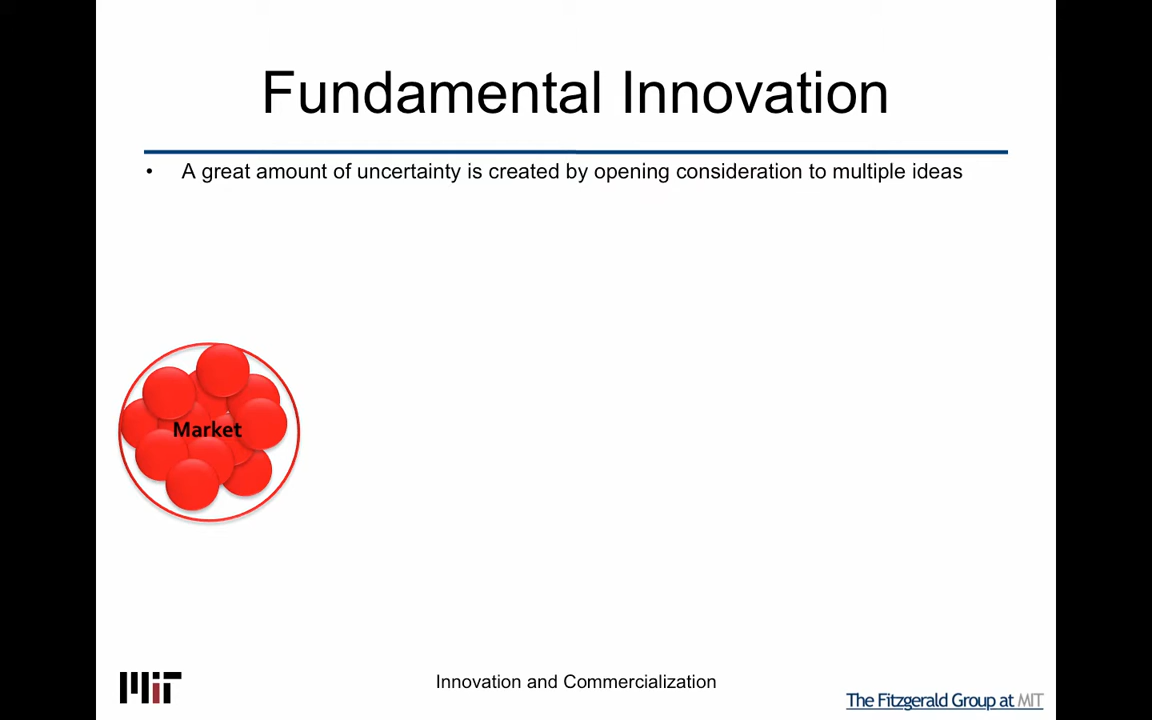 Fundamental Innovation
• A great amount of uncertainty is created by opening consideration to multiple ideas
Market
MIT
Innovation and Commercialization
The Fitzgerald Group at MIT